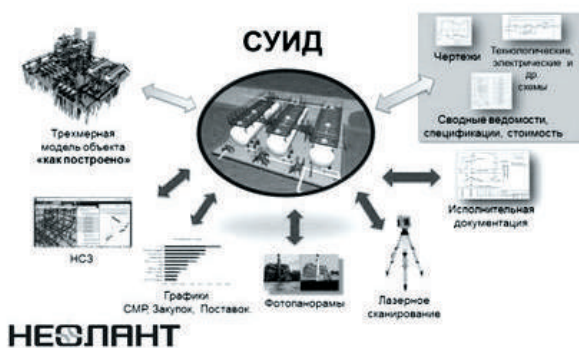 СУИД
Трехмерная
модель объекта
«как построено»
Чертежи
Технологические,
электрические и
др.
схемы
Сводные ведомости,
спецификации, стоимость
НСЗ
Графики
СМР, Закупок, Поставок
Фотопанорамы
Лазерное
сканирование
Исполнительная
документация
НЕОЛАНТ